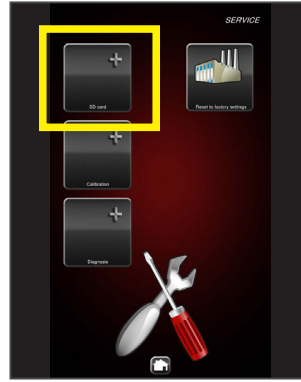 SERVICE
SD card
Reset to factory settings
Calibration
Diagnosis